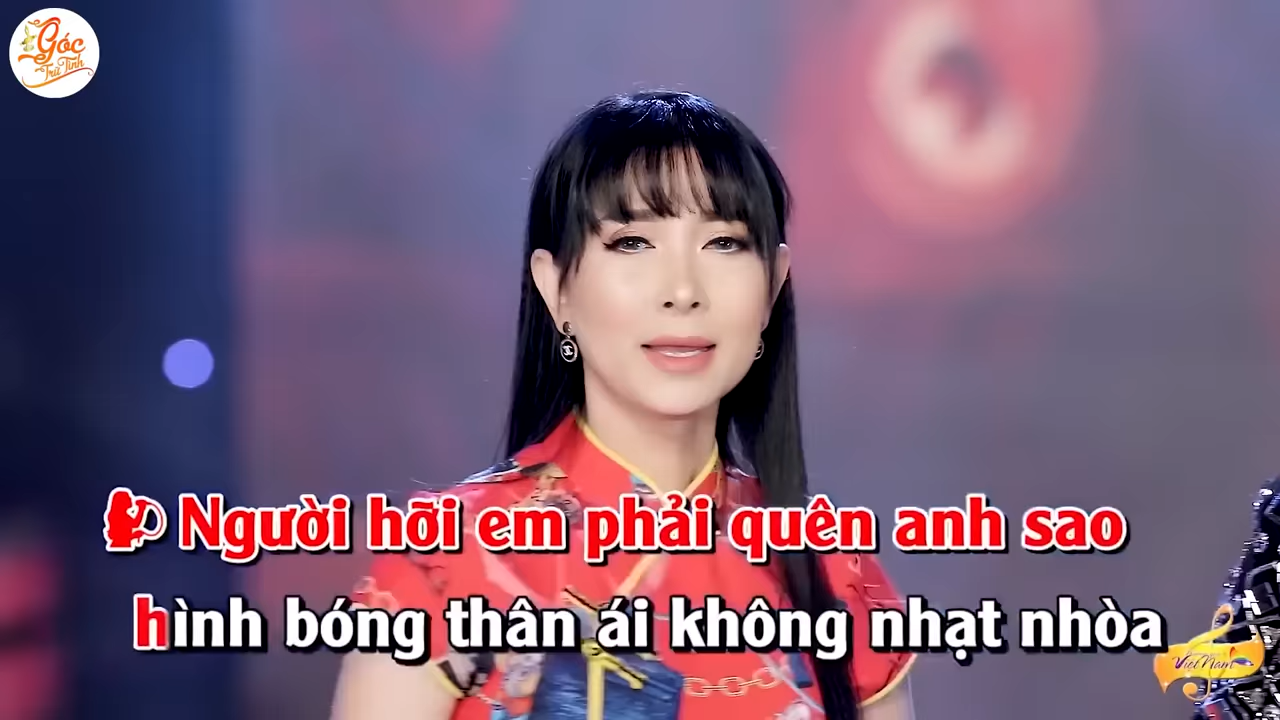 Góc
Trữ Tình
Người hỡi em phải quên anh sao
hình bóng thân ái không nhạt nhòa
Việt Nam